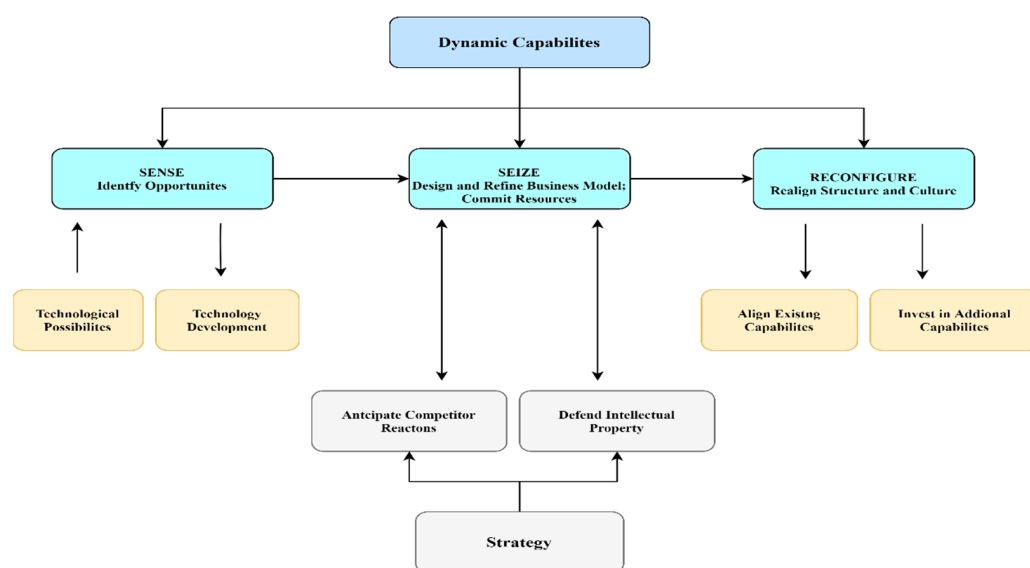 Dynamic Capabilites
SENSE
Identfy Opportunites
SEIZE
Design and Refine Business Model;
Commit Resources
RECONFIGURE
Realign Structure and Culture
Technological
Possibilites
Technology
Development
Align Existng
Capabilites
Invest in Addional
Capabilites
Antcipate Competitor
Reactons
Defend Intellectual
Property
Strategy